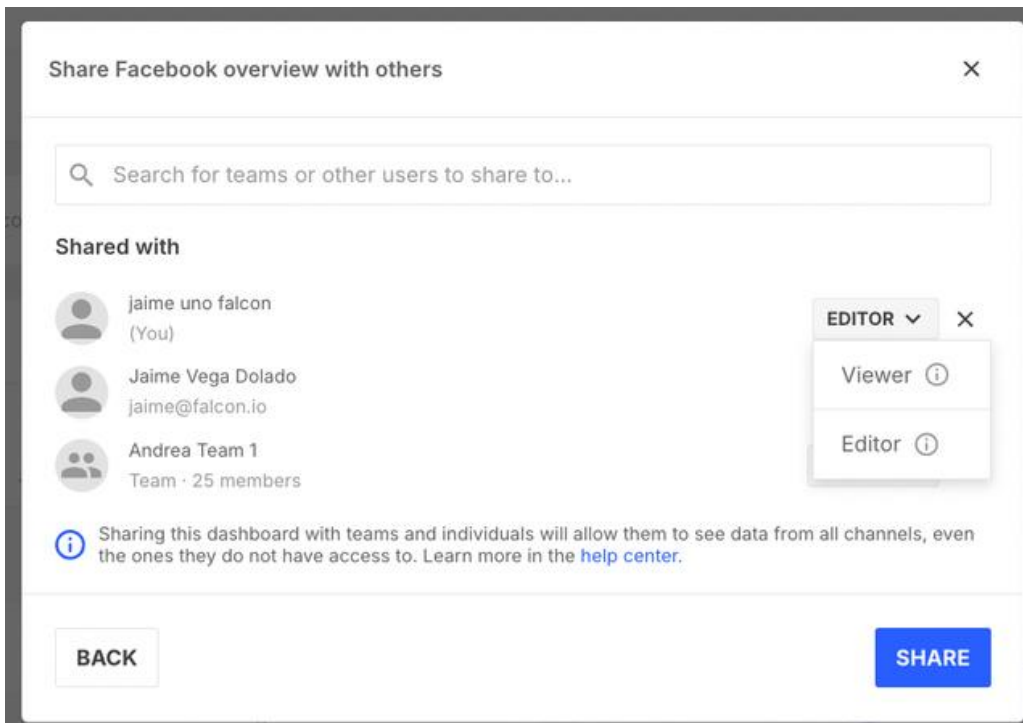 Share Facebook overview with others
Search for teams or other users to share to...
Shared with
jaime uno falcon
(You)
EDITOR
Jaime Vega Dolado
jaime@falcon.io
Viewer
Andrea Team 1
Team · 25 members
Editor
Sharing this dashboard with teams and individuals will allow them to see data from all channels, even
the ones they do not have access to. Learn more in the help center.
BACK
SHARE